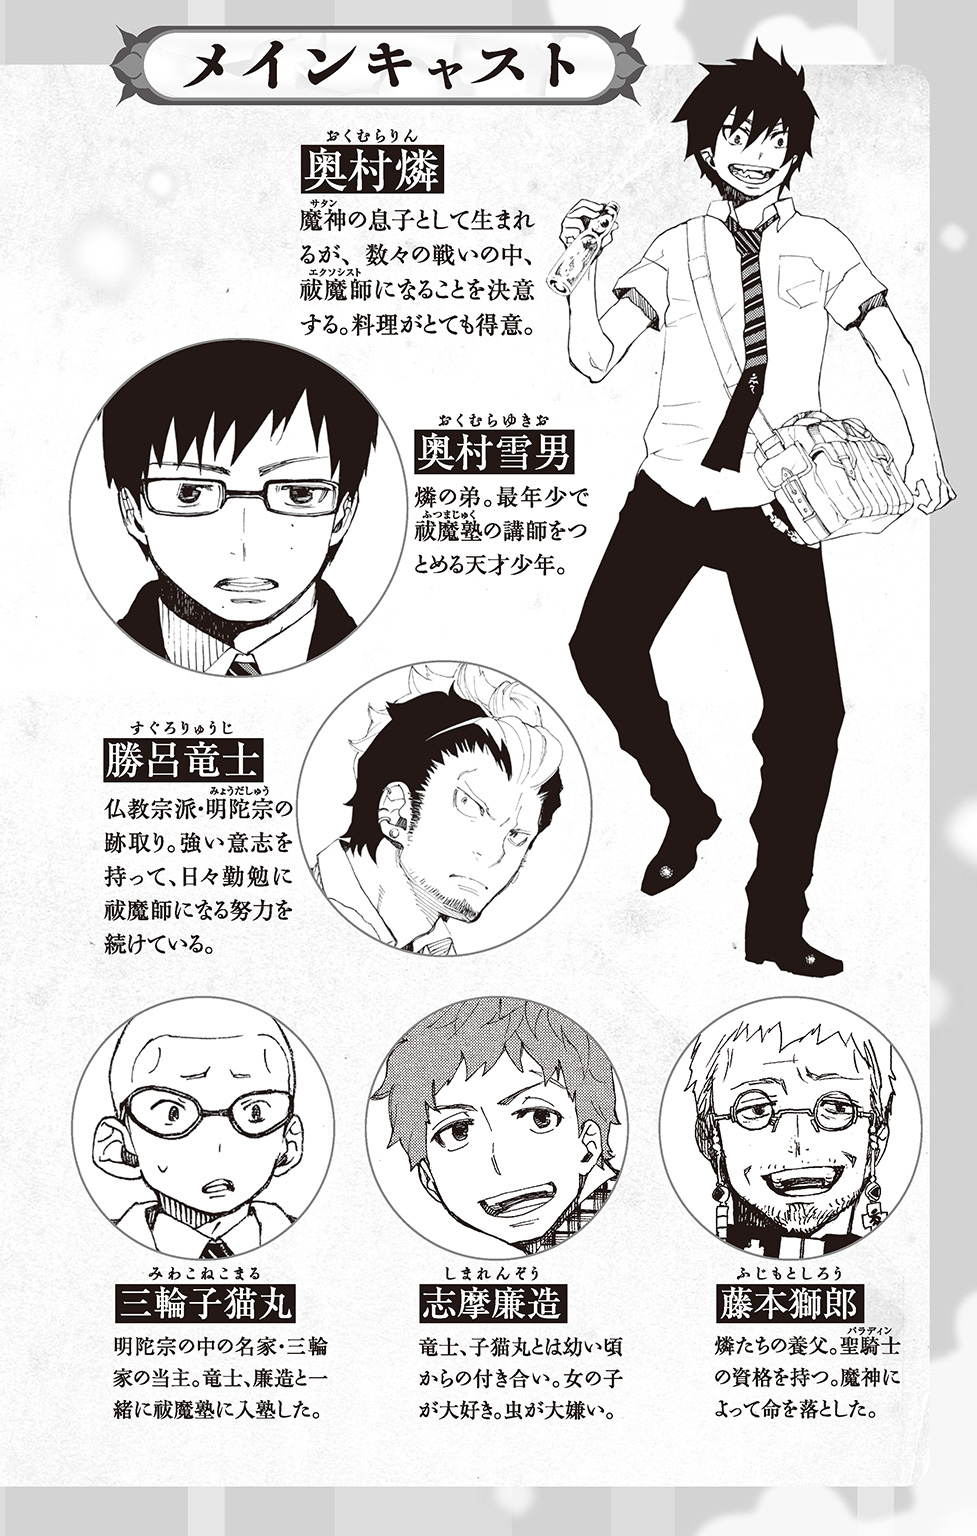 メインキャスト
おくむらりん
奥村燐
サタン
魔神の息子として生まれ
るが、数々の戦いの中、
エクソシスト
祓魔師になることを決意
する。料理がとても得意。
おくむらゆきお
奥村雪男
燐の弟。最年少で
ふつまじゅく
祓魔塾の講師をつ
とめる天才少年。
すぐろりゅうじ
勝呂竜士
みょうだしゅう
仏教宗派・明陀宗の
跡取り。強い意志を
持って、日々勤勉に
祓魔師になる努力を
続けている。
みわこねこまる
三輪子猫丸
明陀宗の中の名家・三輪
家の当主。竜士、廉造と一
緒に祓魔塾に入塾した。
しまれんぞう
志摩廉造
竜士、子猫丸とは幼い頃
からの付き合い。女の子
が大好き。虫が大嫌い。
ふじもとしろう
藤本獅郎
パラディン
燐たちの養父。聖騎士
の資格を持つ。魔神に
よって命を落とした。